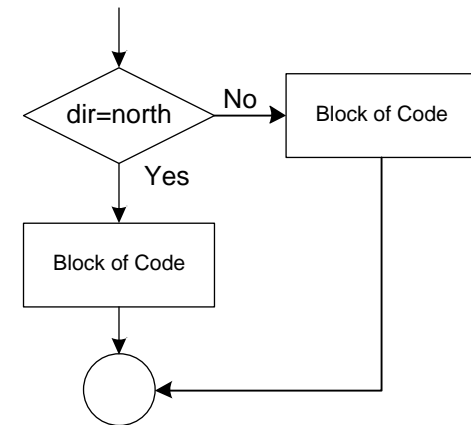 dir=north
No
Block of Code
Yes
Block of Code